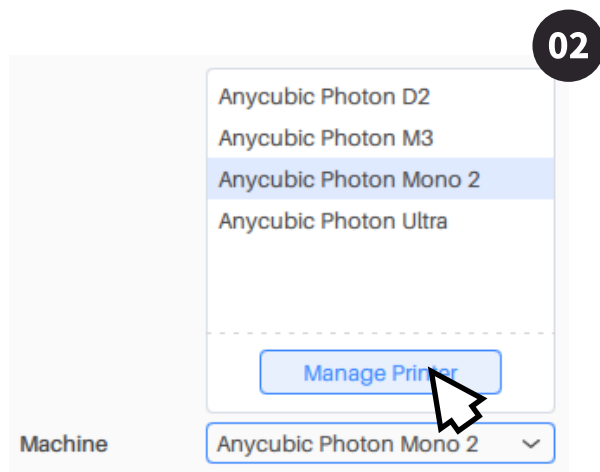 02
Anycubic Photon D2
Anycubic Photon M3
Anycubic Photon Mono 2
Anycubic Photon Ultra
Manage Printer
Machine Anycubic Photon Mono 2